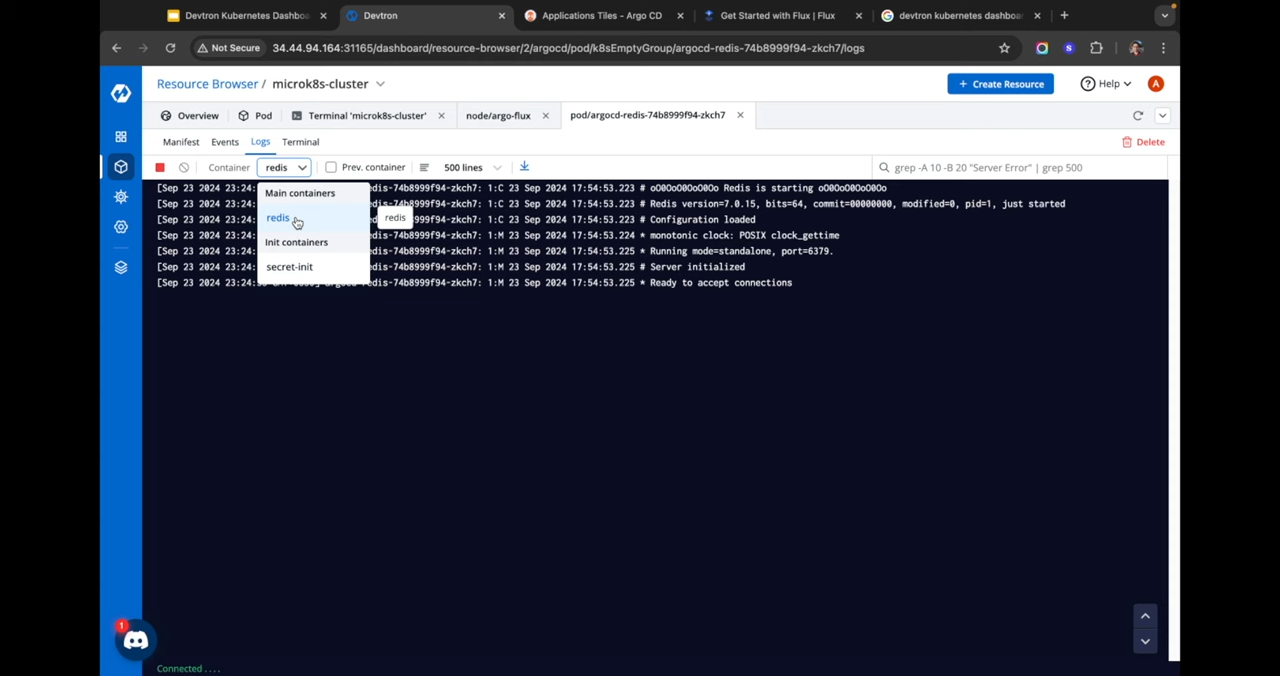 Devtron Kubernetes Dashbo
Devtron
Applications Tiles - Argo CD
Get Started with Flux | Flux
devtron kubernetes dashboa
Not Secure
34.44.94.164:31165/dashboard/resource-browser/2/argocd/pod/k8sEmptyGroup/argocd-redis-74b8999f94-zkch7/logs
Resource Browser / microk8s-cluster
+ Create Resource
Help
A
Overview
Pod
Terminal 'microk8s-cluster'
node/argo-flux
pod/argocd-redis-74b8999f94-zkch7
Manifest Events Logs Terminal
Delete
Container redis
Prev. container
500 lines
grep -A 10 -B 20 "Server Error" | grep 500
Main containers
redis
redis
Init containers
secret-init
[Sep 23 2024 23:24: edis-74b8999f94-zkch7: 1:C 23 Sep 2024 17:54:53.223 # oO0OoO0OoO0Oo Redis is starting oO0OoO0OoO0Oo
[Sep 23 2024 23:24: edis-74b8999f94-zkch7: 1:C 23 Sep 2024 17:54:53.223 # Redis version=7.0.15, bits=64, commit=00000000, modified=0, pid=1, just started
[Sep 23 2024 23:24: 1:C 23 Sep 2024 17:54:53.223 # Configuration loaded
[Sep 23 2024 23:24: edis-74b8999f94-zkch7: 1:M 23 Sep 2024 17:54:53.224 * monotonic clock: POSIX clock_gettime
[Sep 23 2024 23:24: edis-74b8999f94-zkch7: 1:M 23 Sep 2024 17:54:53.225 * Running mode=standalone, port=6379.
[Sep 23 2024 23:24: edis-74b8999f94-zkch7: 1:M 23 Sep 2024 17:54:53.225 # Server initialized
[Sep 23 2024 23:24: edis-74b8999f94-zkch7: 1:M 23 Sep 2024 17:54:53.225 * Ready to accept connections
1
Connected . . . .